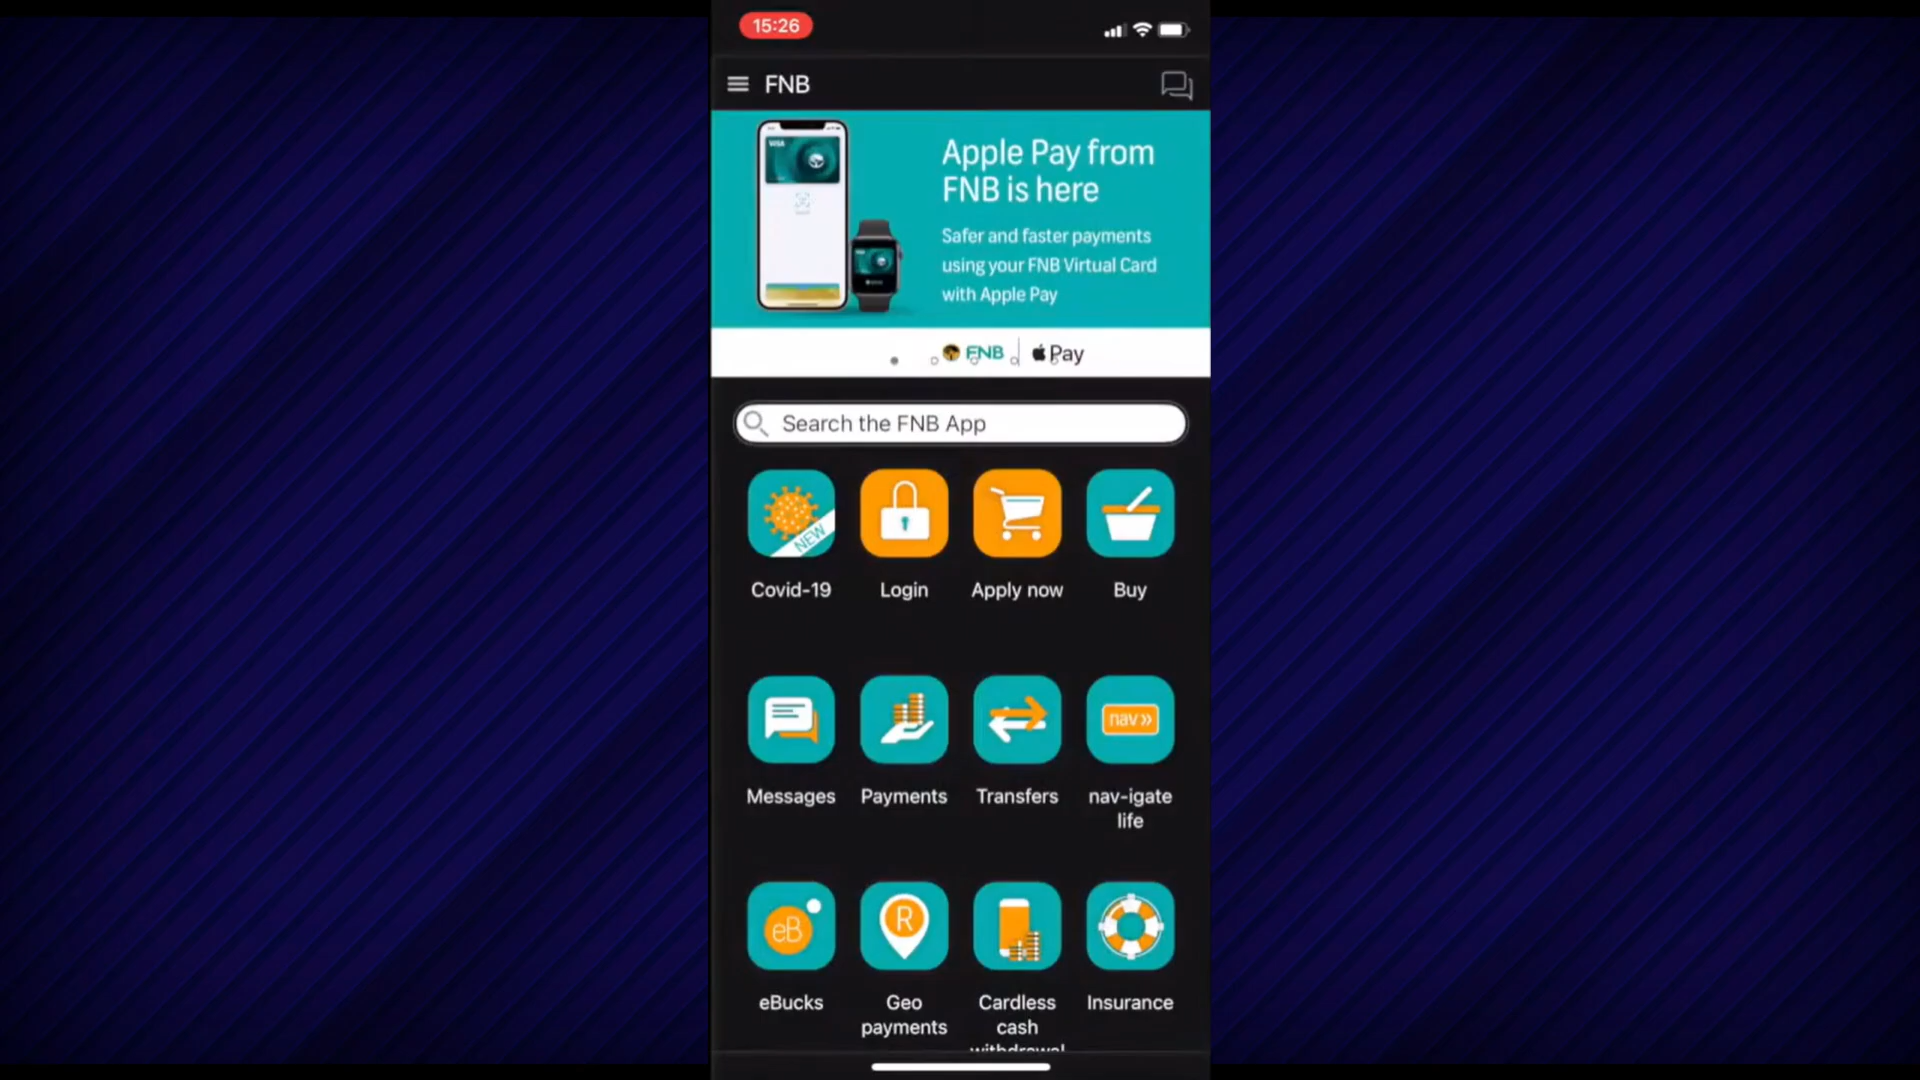 15:26
FNB
VISA
Apple Pay from
FNB is here
Safer and faster payments
using your FNB Virtual Card
with Apple Pay
FNB Pay
Search the FNB App
NEW
Covid-19 Login Apply now Buy
nav»
Messages Payments Transfers nav-igate
life
eB R
eBucks Geo Cardless Insurance
payments cash
withdrawal